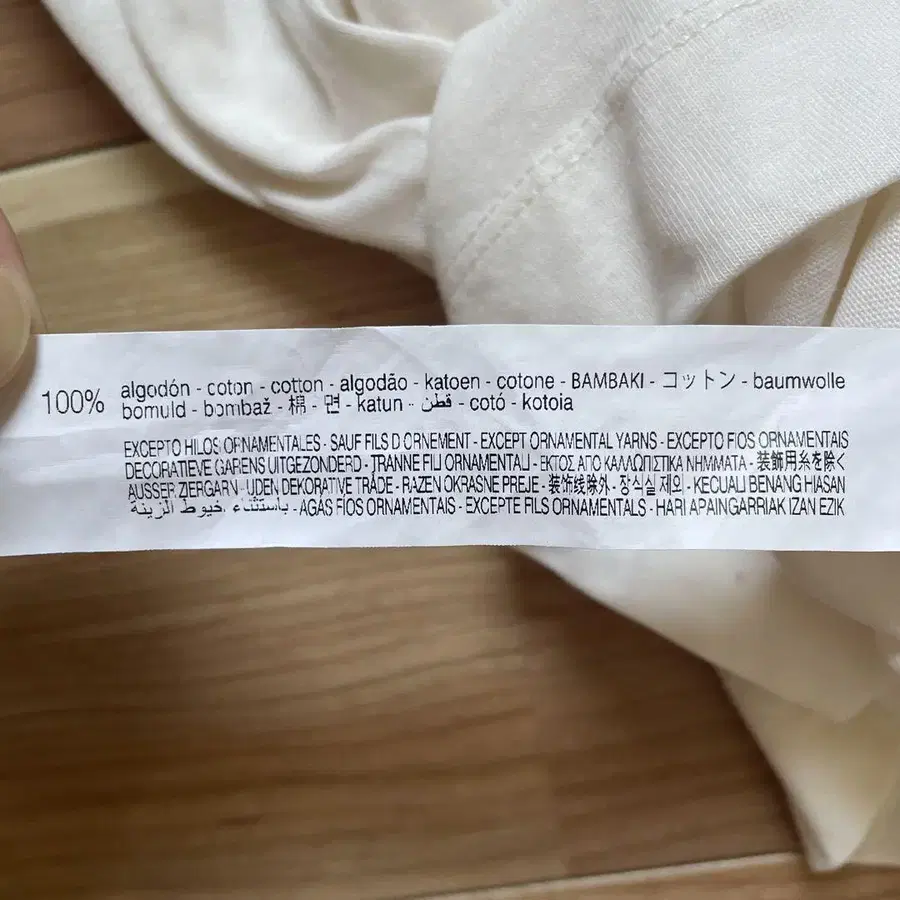 100% algodón - coton - cotton - algodão - katoen - cotone - BAMBAKI - コットン - baumwolle
bomuld - bombaž - 棉 - 면 - katun - قطن - cotó - kotoia
EXCEPTO HILOS ORNAMENTALES - SAUF FILS D ORNEMENT - EXCEPT ORNAMENTAL YARNS - EXCEPTO FIOS ORNAMENTAIS
DECORATIEVE GARENS UITGEZONDERD - TRANNE FILI ORNAMENTALI - ΕΚΤΟΣ ΑΠΟ ΚΑΛΛΩΠΙΣΤΙΚΑ ΝΗΜΜΑΤΑ - 装飾用糸を除く
AUSSER ZIERGARN - UDEN DEKORATIVE TRÅDE - RAZEN OKRASNE PREJE - 装饰线除外 - 장식실 제외 - KECUALI BENANG HIASAN
باستثناء خيوط الزينة - AGAS FIOS ORNAMENTAIS - EXCEPTE FILS ORNAMENTALS - HARI APAINGARRIAK IZAN EZIK